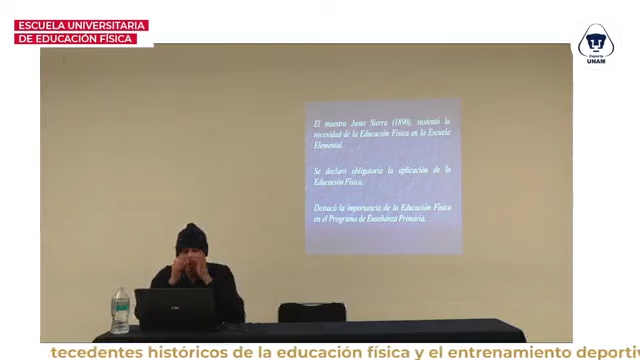 ESCUELA UNIVERSITARIA
DE EDUCACIÓN FÍSICA
Deporte
UNAM
El maestro Justo Sierra (1890), sustentó la
necesidad de la Educación Física en la Escuela
Elemental.
Se declaró obligatoria la aplicación de la
Educación Física.
Destacó la importancia de la Educación Física
en el Programa de Enseñanza Primaria.
tecedentes históricos de la educación física y el entrenamiento deporti